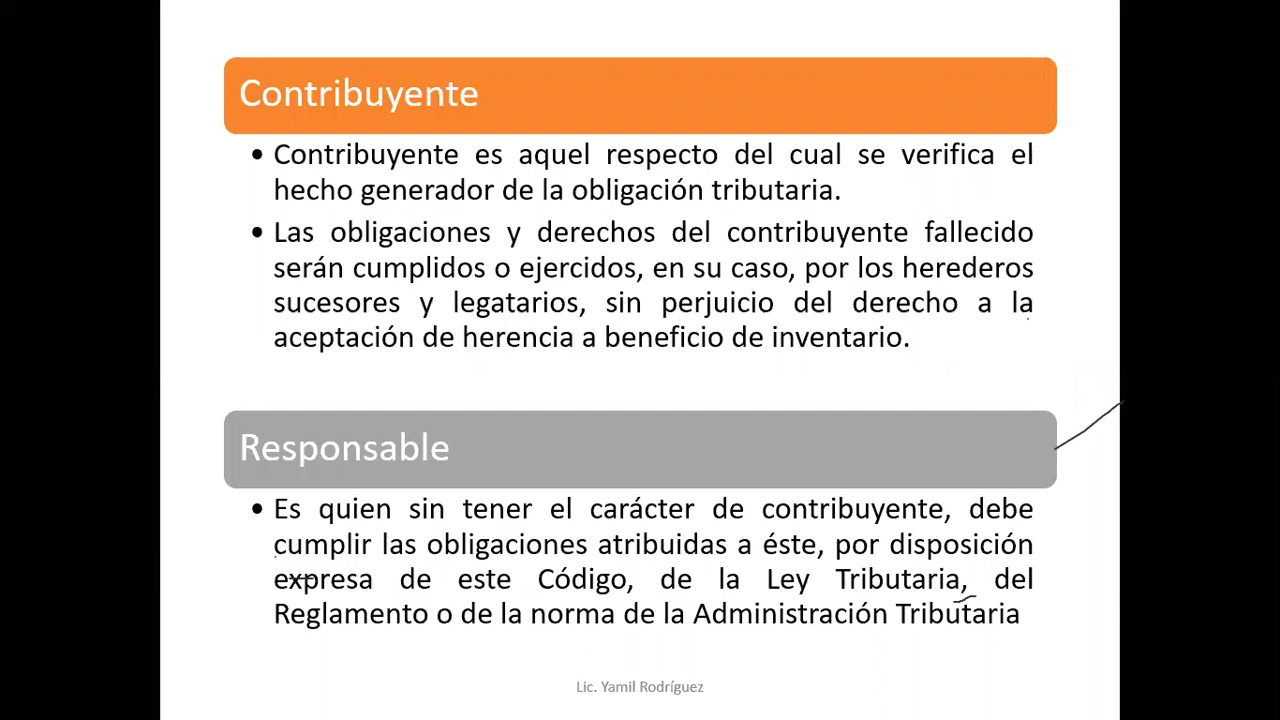 Contribuyente
• Contribuyente es aquel respecto del cual se verifica el
hecho generador de la obligación tributaria.
• Las obligaciones y derechos del contribuyente fallecido
serán cumplidos o ejercidos, en su caso, por los herederos
sucesores y legatarios, sin perjuicio del derecho a la
aceptación de herencia a beneficio de inventario.
Responsable
• Es quien sin tener el carácter de contribuyente, debe
cumplir las obligaciones atribuidas a éste, por disposición
expresa de este Código, de la Ley Tributaria, del
Reglamento o de la norma de la Administración Tributaria
Lic. Yamil Rodríguez